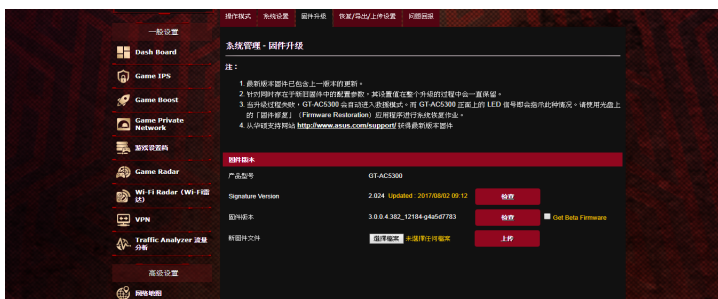 操作模式 系统设置 固件升级 恢复/导出/上传设置 问题回报
一般设置
系统管理 - 固件升级
Dash Board
注：
Game IPS
1. 最新版本固件已包含上一版本的更新。
2. 针对同时存在于新旧固件中的配置参数，其设置值在整个升级的过程中会一直保留。
Game Boost
3. 当升级过程失败，GT-AC5300 会自动进入救援模式。而 GT-AC5300 正面上的 LED 信号即会指示此种情况。请使用光盘上
的「固件修复」（Firmware Restoration）应用程序进行系统恢复作业。
Game Private
Network
4. 从华硕支持网站 http://www.asus.com/support/ 获得最新版本固件
游戏设置档
固件版本
Game Radar
产品型号 GT-AC5300
Wi-Fi Radar（Wi-Fi雷
达）
Signature Version 2.024 Updated : 2017/08/02 09:12 检查
VPN
固件版本 3.0.0.4.382_12184-g4a5d7783 检查 Get Beta Firmware
Traffic Analyzer 流量
分析
新固件文件 選擇檔案 未選擇任何檔案 上传
高级设置
网络地图